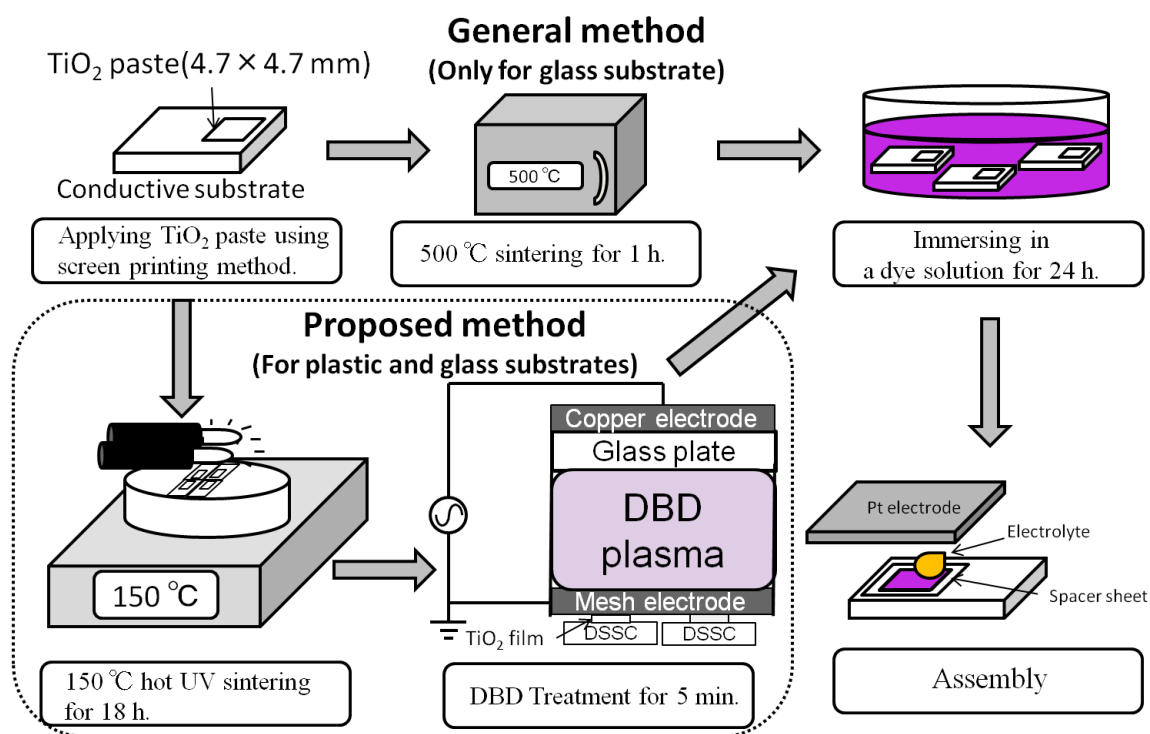 General method
(Only for glass substrate)
TiO₂ paste(4.7 × 4.7 mm)
Conductive substrate
Applying TiO₂ paste using
screen printing method.
500 ℃
500 ℃ sintering for 1 h.
Immersing in
a dye solution for 24 h.
Proposed method
(For plastic and glass substrates)
150 ℃
150 ℃ hot UV sintering
for 18 h.
Copper electrode
Glass plate
DBD
plasma
Mesh electrode
TiO₂ film
DSSC
DSSC
DBD Treatment for 5 min.
Pt electrode
Electrolyte
Spacer sheet
Assembly